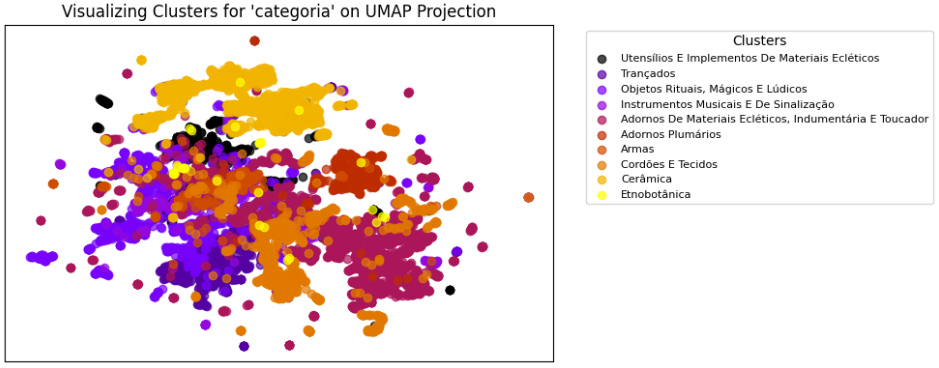 Visualizing Clusters for 'categoria' on UMAP Projection
Clusters
Utensílios E Implementos De Materiais Ecléticos
Trançados
Objetos Rituais, Mágicos E Lúdicos
Instrumentos Musicais E De Sinalização
Adornos De Materiais Ecléticos, Indumentária E Toucador
Adornos Plumários
Armas
Cordões E Tecidos
Cerâmica
Etnobotânica